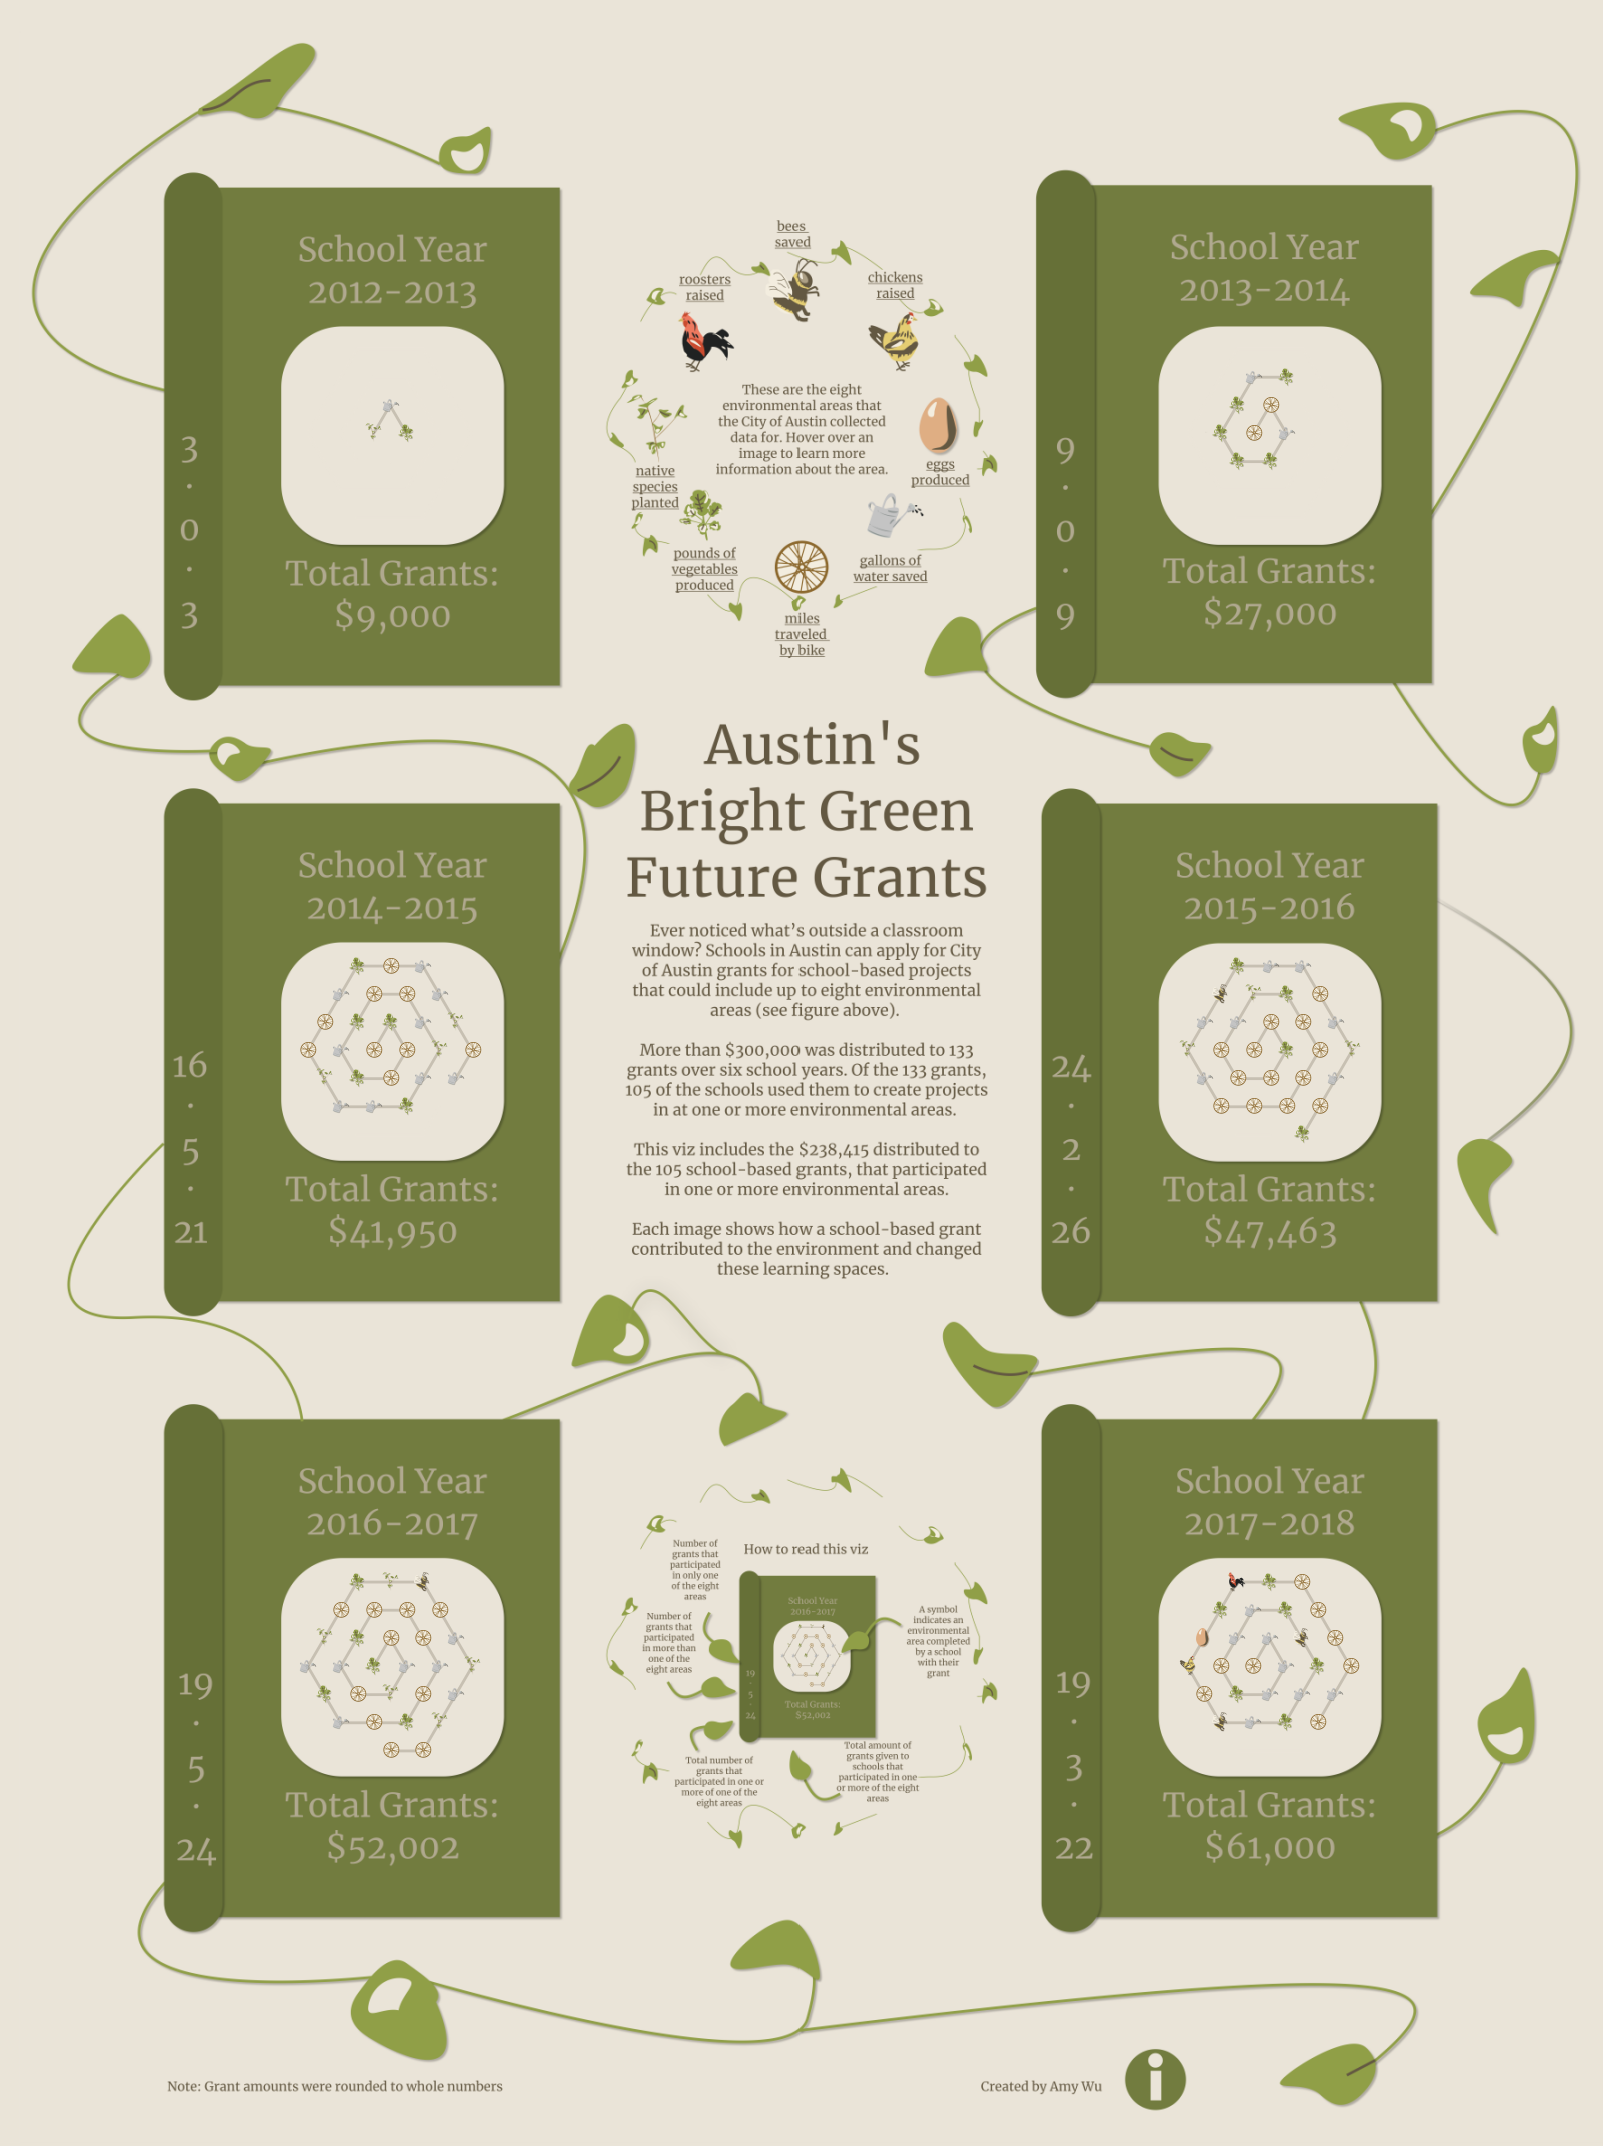 School Year
2012-2013
3
.
0
.
3
Total Grants:
$9,000
bees
saved
roosters
raised
chickens
raised
These are the eight
environmental areas that
the City of Austin collected
data for. Hover over an
image to learn more
information about the area.
native
species
planted
eggs
produced
pounds of
vegetables
produced
gallons of
water saved
miles
traveled
by bike
School Year
2013-2014
9
.
0
.
9
Total Grants:
$27,000
Austin's
Bright Green
Future Grants
Ever noticed what’s outside a classroom
window? Schools in Austin can apply for City
of Austin grants for school-based projects
that could include up to eight environmental
areas (see figure above).
More than $300,000 was distributed to 133
grants over six school years. Of the 133 grants,
105 of the schools used them to create projects
in at one or more environmental areas.
This viz includes the $238,415 distributed to
the 105 school-based grants, that participated
in one or more environmental areas.
Each image shows how a school-based grant
contributed to the environment and changed
these learning spaces.
School Year
2014-2015
16
.
5
.
21
Total Grants:
$41,950
School Year
2015-2016
24
.
2
.
26
Total Grants:
$47,463
School Year
2016-2017
19
.
5
.
24
Total Grants:
$52,002
How to read this viz
Number of
grants that
participated
in only one
of the eight
areas
Number of
grants that
participated
in more than
one of the
eight areas
School Year
2016-2017
19
.
5
.
24
Total Grants:
$52,002
A symbol
indicates an
environmental
area completed
by a school
with their
grant
Total number of
grants that
participated in one or
more of one of the
eight areas
Total amount of
grants given to
schools that
participated in one
or more of the eight
areas
School Year
2017-2018
19
.
3
.
22
Total Grants:
$61,000
Note: Grant amounts were rounded to whole numbers
Created by Amy Wu
i